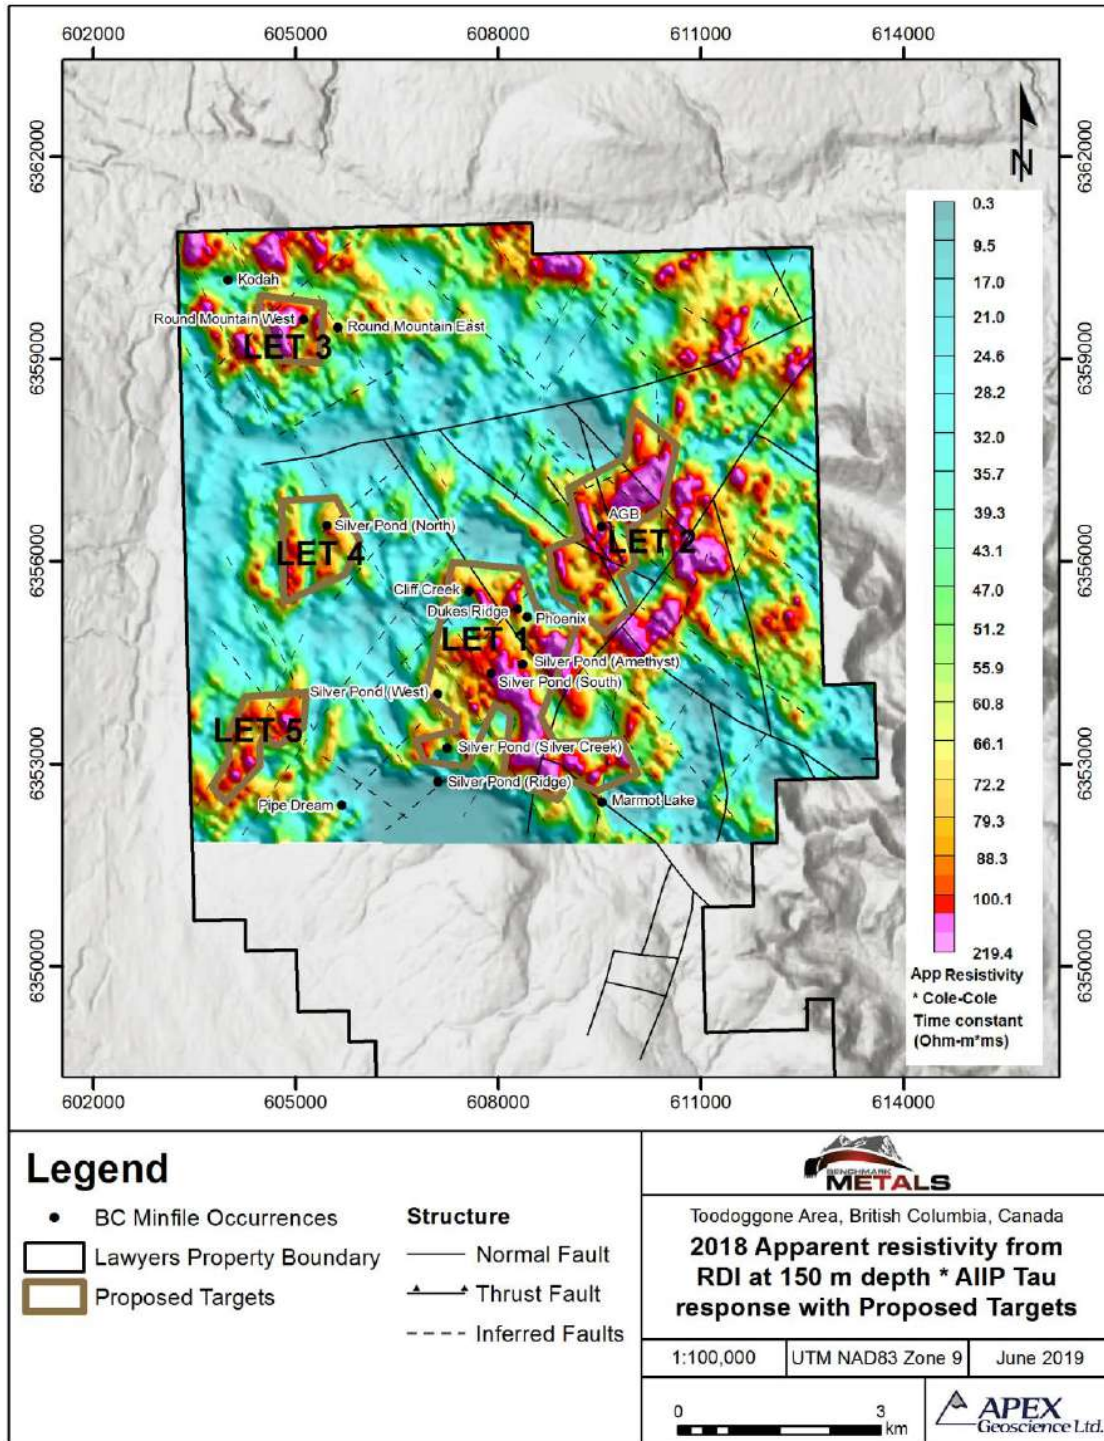 602000 605000 608000 611000 614000
6362000
6362000
N
0.3
9.5
17.0
21.0
24.6
28.2
32.0
35.7
39.3
43.1
47.0
51.2
55.9
60.8
66.1
72.2
79.3
88.3
100.1
219.4
App Resistivity
* Cole-Cole
Time constant
(Ohm-m*ms)
Kodah
Round Mountain West
Round Mountain East
LET 3
6359000
6359000
AGB
LET 2
Silver Pond (North)
LET 4
6356000
6356000
Cliff Creek
Dukes Ridge
Phoenix
LET 1
Silver Pond (Amethyst)
Silver Pond (South)
Silver Pond (West)
LET 5
Silver Pond (Silver Creek)
6353000
6353000
Silver Pond (Ridge)
Pipe Dream
Marmot Lake
6350000
6350000
602000 605000 608000 611000 614000
Legend
BC Minfile Occurrences
Lawyers Property Boundary
Proposed Targets
Structure
Normal Fault
Thrust Fault
Inferred Faults
BENCHMARK
METALS
Toodoggone Area, British Columbia, Canada
2018 Apparent resistivity from
RDI at 150 m depth * AIIP Tau
response with Proposed Targets
1:100,000 UTM NAD83 Zone 9 June 2019
0 3
km
APEX
Geoscience Ltd.